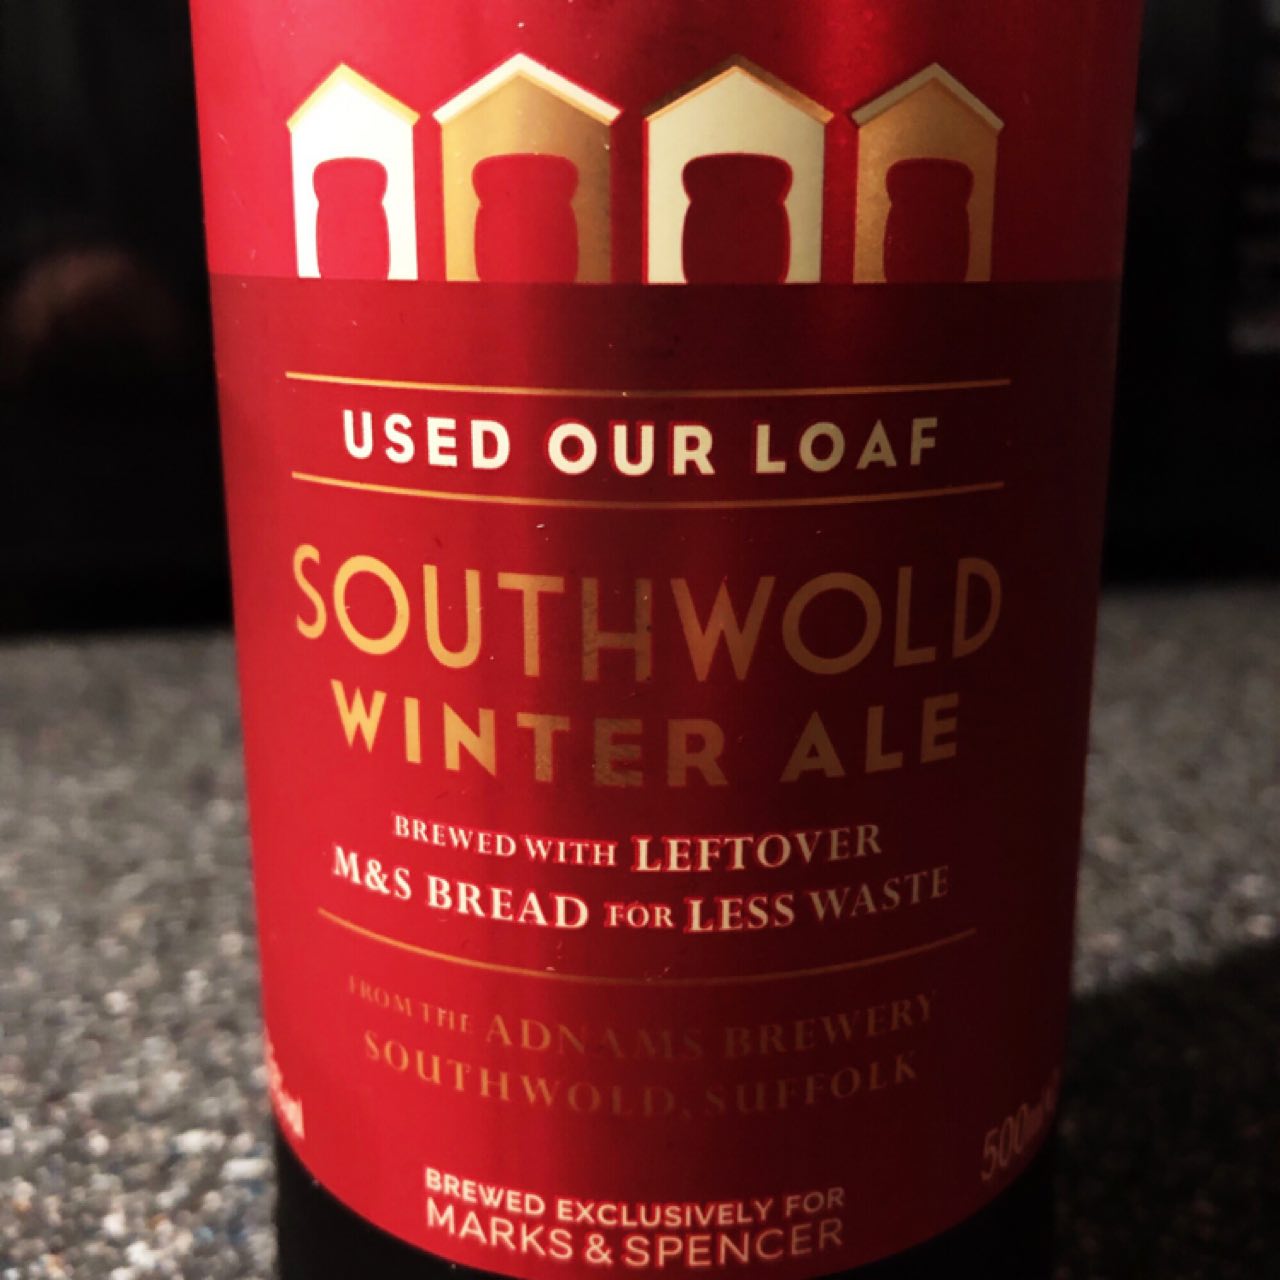 USED OUR LOAF
SOUTHWOLD
WINTER ALE
BREWED WITH LEFTOVER
M&S BREAD FOR LESS WASTE
FROM THE ADNAMS BREWERY
SOUTHWOLD, SUFFOLK
500ml
BREWED EXCLUSIVELY FOR
MARKS & SPENCER